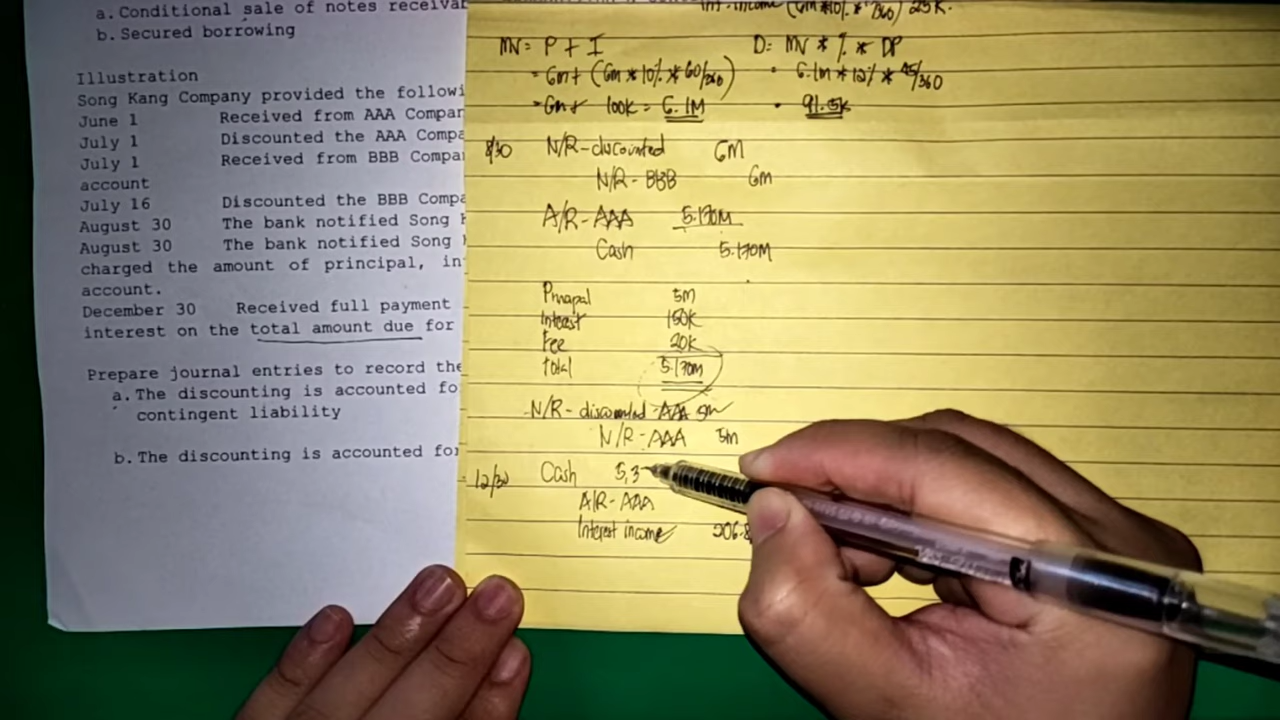 a. Conditional sale of notes receivab
b. Secured borrowing
Illustration
Song Kang Company provided the followi
June 1 Received from AAA Compan
July 1 Discounted the AAA Compa
July 1 Received from BBB Compa
account
July 16 Discounted the BBB Compa
August 30 The bank notified Song
August 30 The bank notified Song
charged the amount of principal, in
account.
December 30 Received full payment
interest on the total amount due for
Prepare journal entries to record the
a. The discounting is accounted fo
contingent liability
b. The discounting is accounted for
MV = P + I
= 6m + (6m * 10% * 60/360)
= 6m + 100K = 6.1M
D = MV * % * DP
6.1m * 12% * 45/360
91.5K
8/30 N/R-discounted 6M
N/R - BBB 6m
A/R - AAA 5.170M
Cash 5.170M
Principal 5m
Interest 150K
Fee 20K
Total 5.170M
N/R - discounted - AAA 5m
N/R - AAA 5m
12/30 Cash 5,3
A/R - AAA
Interest income 206.8